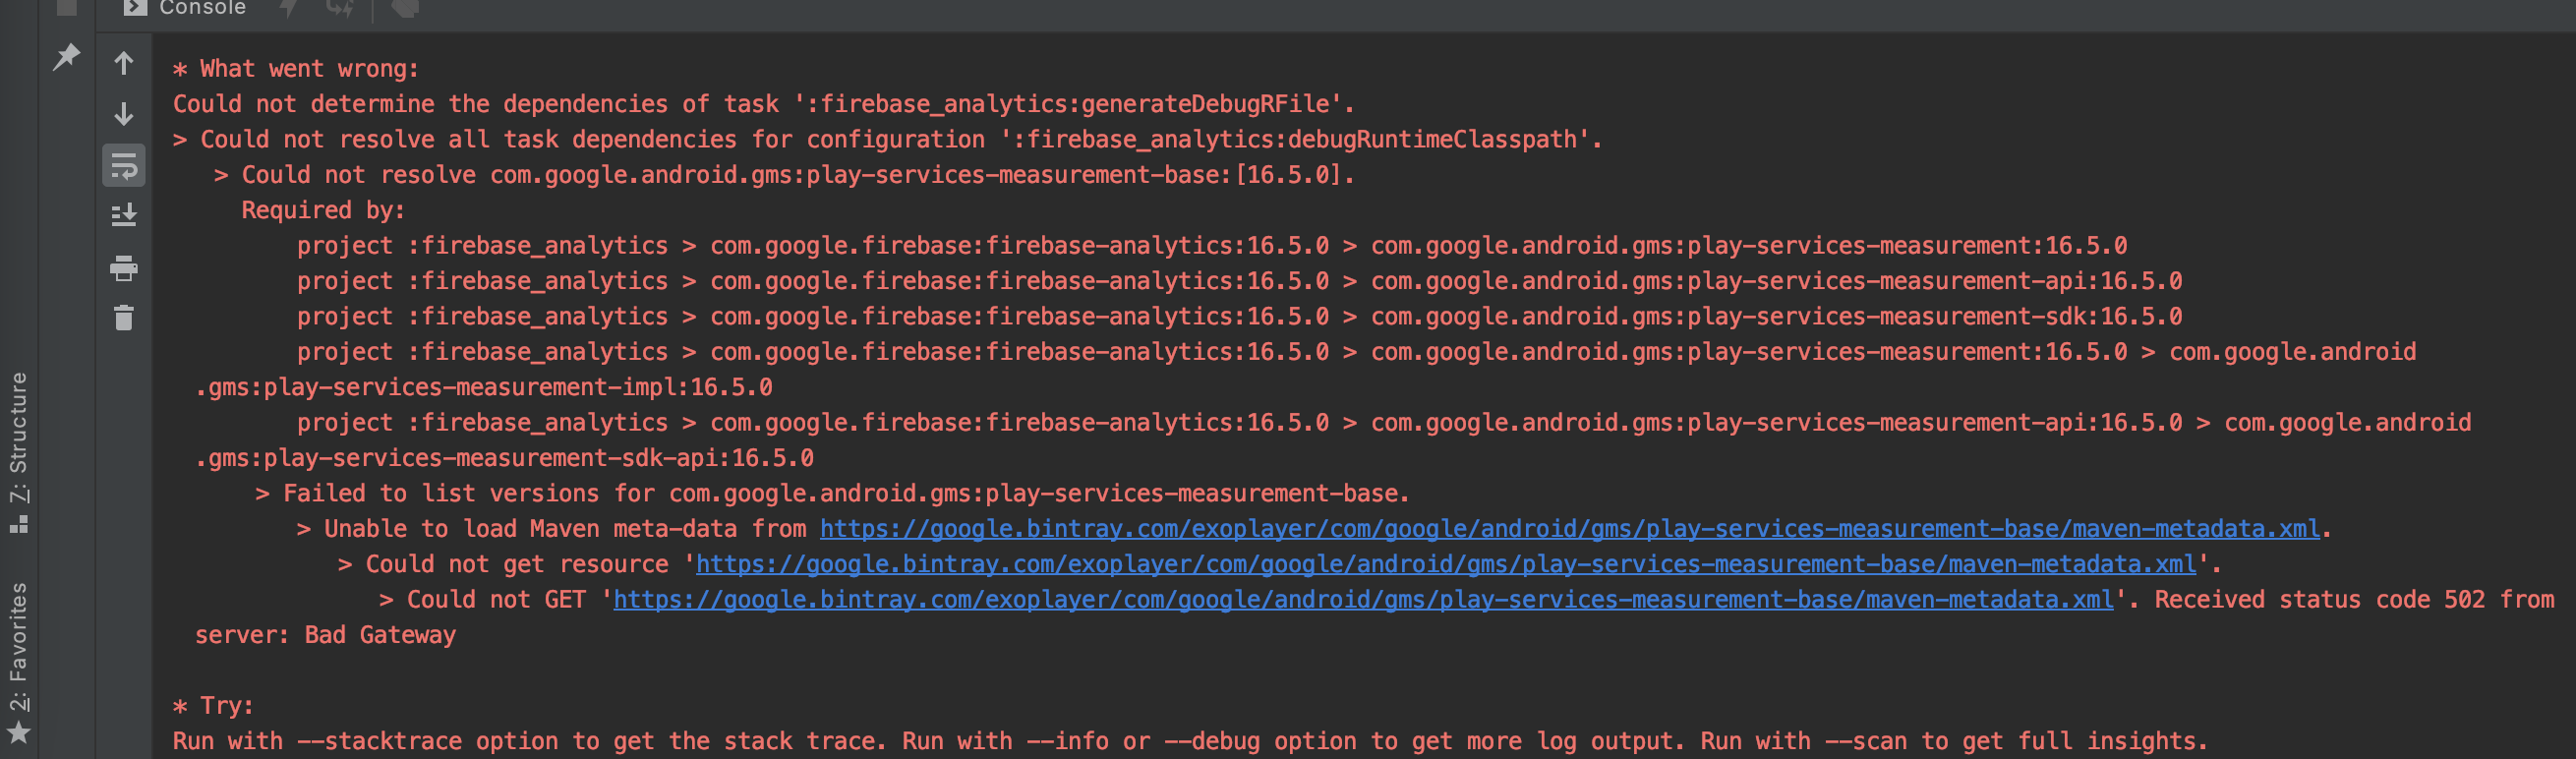 Console
* What went wrong:
Could not determine the dependencies of task ':firebase_analytics:generateDebugRFile'.
> Could not resolve all task dependencies for configuration ':firebase_analytics:debugRuntimeClasspath'.
> Could not resolve com.google.android.gms:play-services-measurement-base:[16.5.0].
Required by:
project :firebase_analytics > com.google.firebase:firebase-analytics:16.5.0 > com.google.android.gms:play-services-measurement:16.5.0
project :firebase_analytics > com.google.firebase:firebase-analytics:16.5.0 > com.google.android.gms:play-services-measurement-api:16.5.0
project :firebase_analytics > com.google.firebase:firebase-analytics:16.5.0 > com.google.android.gms:play-services-measurement-sdk:16.5.0
project :firebase_analytics > com.google.firebase:firebase-analytics:16.5.0 > com.google.android.gms:play-services-measurement:16.5.0 > com.google.android
.gms:play-services-measurement-impl:16.5.0
project :firebase_analytics > com.google.firebase:firebase-analytics:16.5.0 > com.google.android.gms:play-services-measurement-api:16.5.0 > com.google.android
.gms:play-services-measurement-sdk-api:16.5.0
> Failed to list versions for com.google.android.gms:play-services-measurement-base.
> Unable to load Maven meta-data from https://google.bintray.com/exoplayer/com/google/android/gms/play-services-measurement-base/maven-metadata.xml.
> Could not get resource 'https://google.bintray.com/exoplayer/com/google/android/gms/play-services-measurement-base/maven-metadata.xml'.
> Could not GET 'https://google.bintray.com/exoplayer/com/google/android/gms/play-services-measurement-base/maven-metadata.xml'. Received status code 502 from
server: Bad Gateway
* Try:
Run with --stacktrace option to get the stack trace. Run with --info or --debug option to get more log output. Run with --scan to get full insights.
7: Structure
2: Favorites